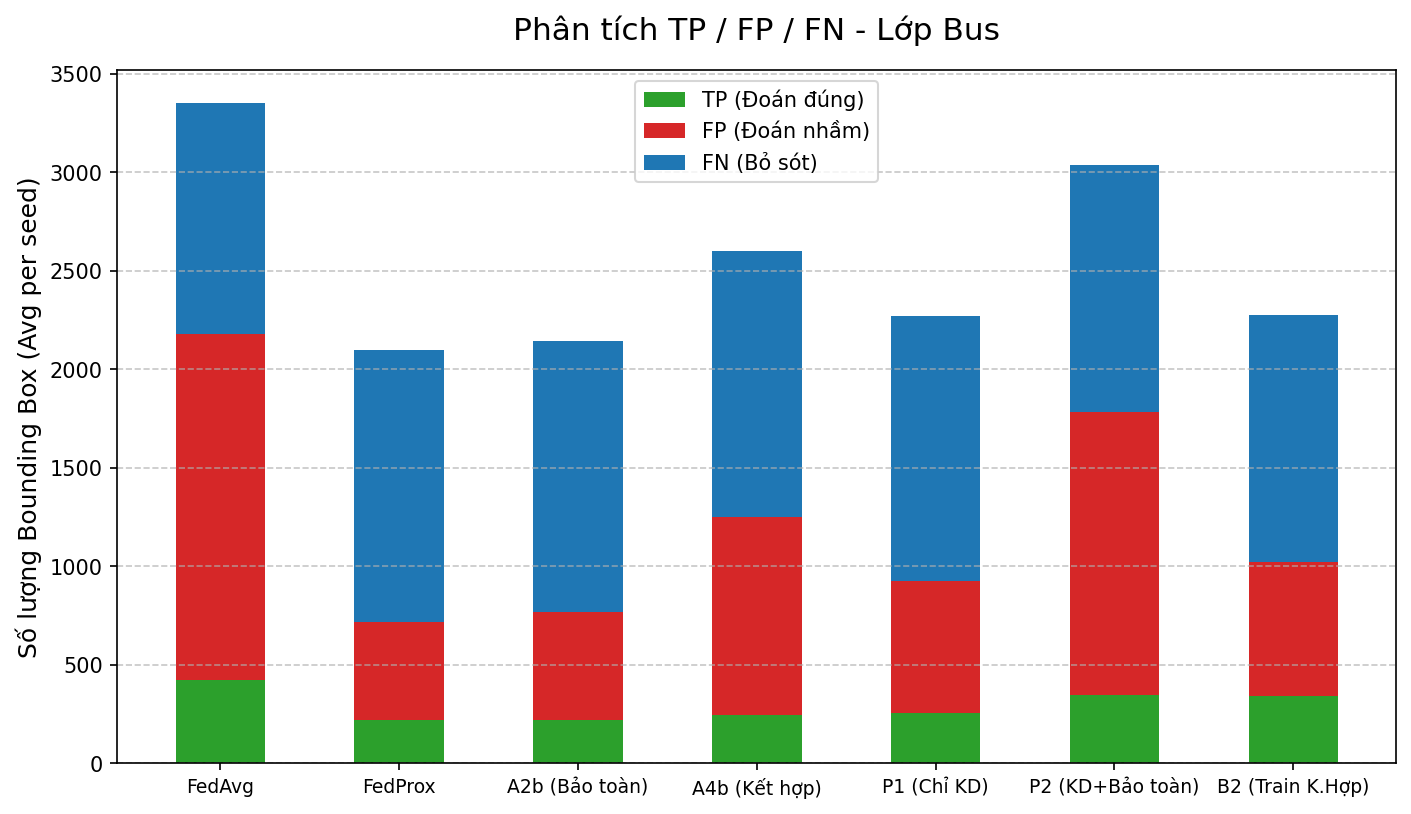 Phân tích TP / FP / FN - Lớp Bus
Số lượng Bounding Box (Avg per seed)
3500
3000
2500
2000
1500
1000
500
0
TP (Đoán đúng)
FP (Đoán nhầm)
FN (Bỏ sót)
FedAvg
FedProx
A2b (Bảo toàn)
A4b (Kết hợp)
P1 (Chỉ KD)
P2 (KD+Bảo toàn)
B2 (Train K.Hợp)